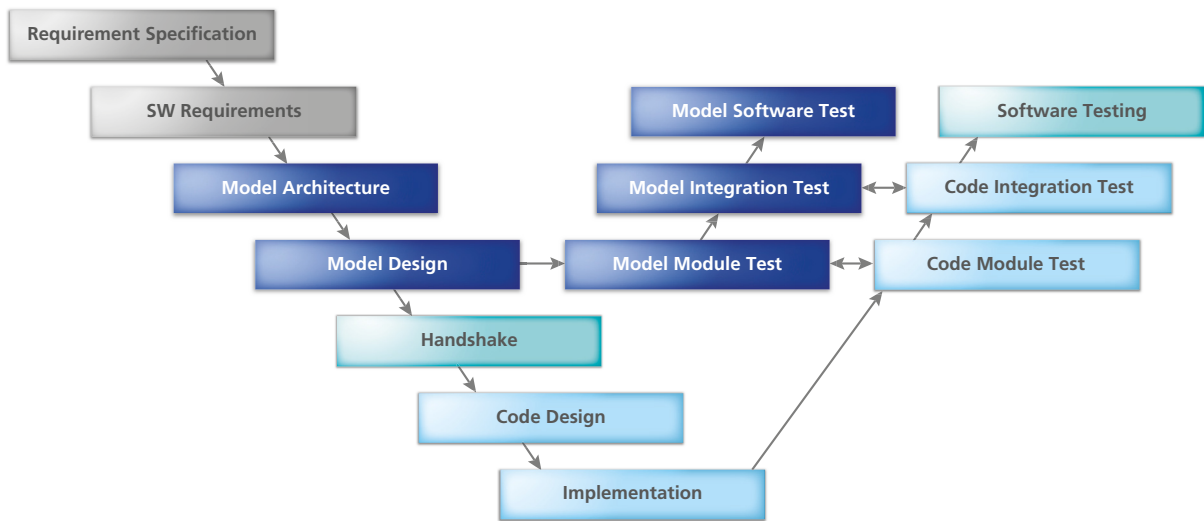 Requirement Specification
SW Requirements
Model Software Test
Software Testing
Model Architecture
Model Integration Test
Code Integration Test
Model Design
Model Module Test
Code Module Test
Handshake
Code Design
Implementation